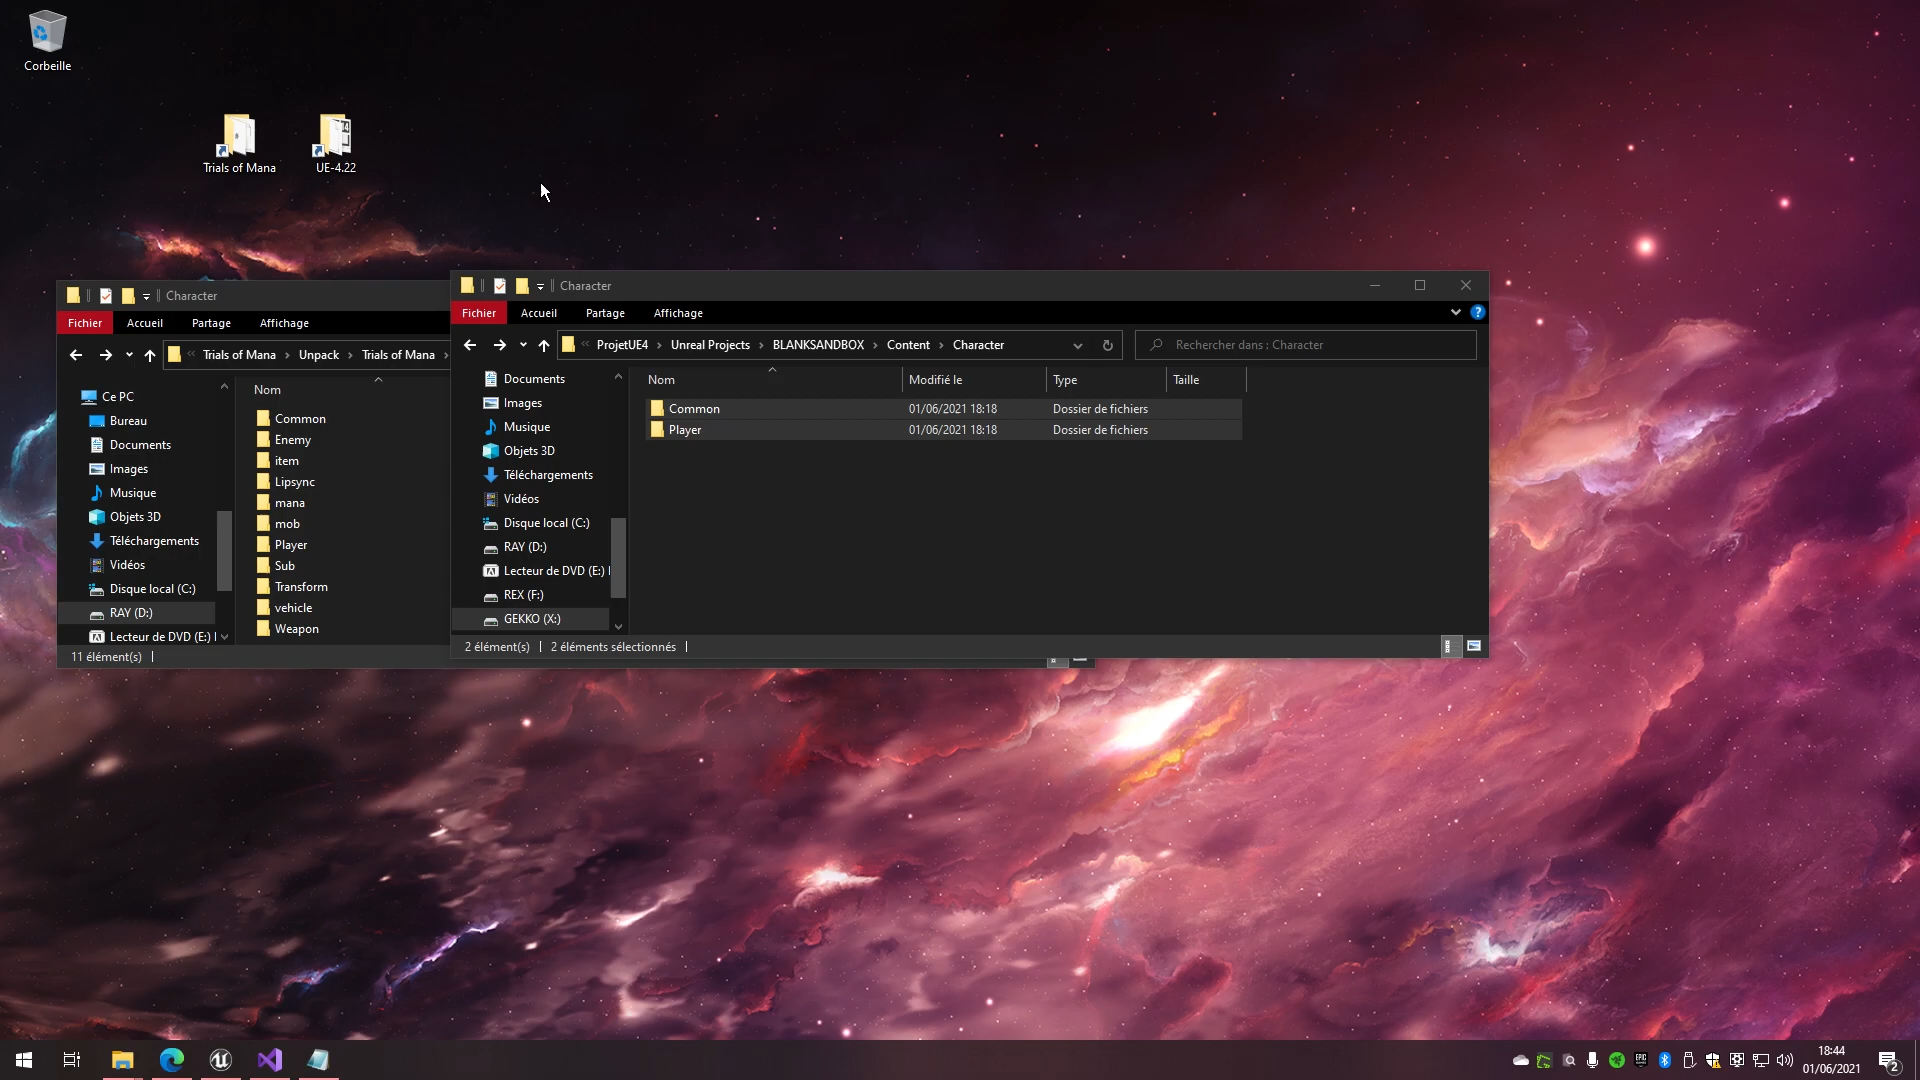 Corbeille
Trials of Mana
UE-4.22
Character
Fichier
Accueil
Partage
Affichage
Trials of Mana
Unpack
Trials of Mana
Ce PC
Bureau
Documents
Images
Musique
Objets 3D
Téléchargements
Vidéos
Disque local (C:)
RAY (D:)
Lecteur de DVD (E:)
Nom
Common
Enemy
item
Lipsync
mana
mob
Player
Sub
Transform
vehicle
Weapon
11 élément(s)
Character
Fichier
Accueil
Partage
Affichage
ProjetUE4
Unreal Projects
BLANKSANDBOX
Content
Character
Rechercher dans : Character
Documents
Images
Musique
Objets 3D
Téléchargements
Vidéos
Disque local (C:)
RAY (D:)
Lecteur de DVD (E:)
REX (F:)
GEKKO (X:)
Nom Modifié le Type Taille
Common 01/06/2021 18:18 Dossier de fichiers
Player 01/06/2021 18:18 Dossier de fichiers
2 élément(s)
2 éléments sélectionnés
EPIC
18:44
01/06/2021
2